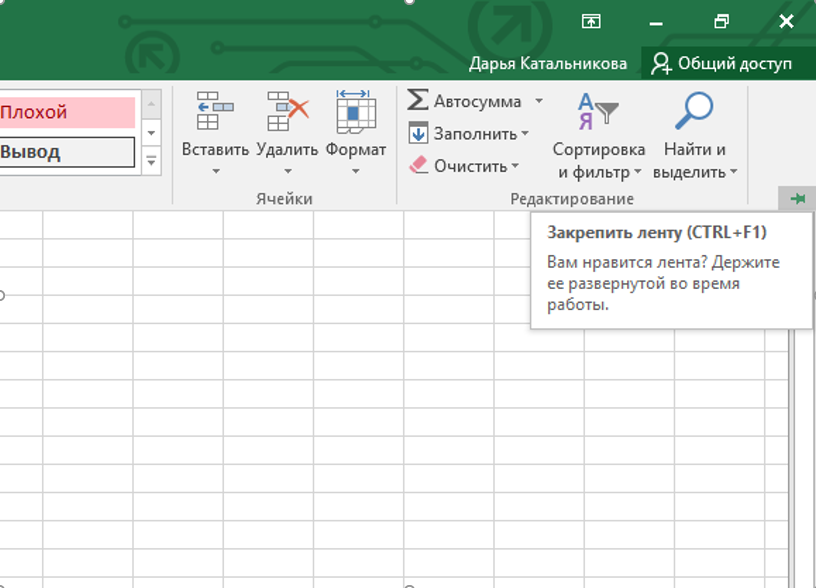 Дарья Катальникова
Общий доступ
Плохой
Вывод
Вставить
Удалить
Формат
Ячейки
Σ Автосумма
Заполнить
Очистить
А
Я
Сортировка
и фильтр
Найти и
выделить
Редактирование
Закрепить ленту (CTRL+F1)
Вам нравится лента? Держите
ее развернутой во время
работы.